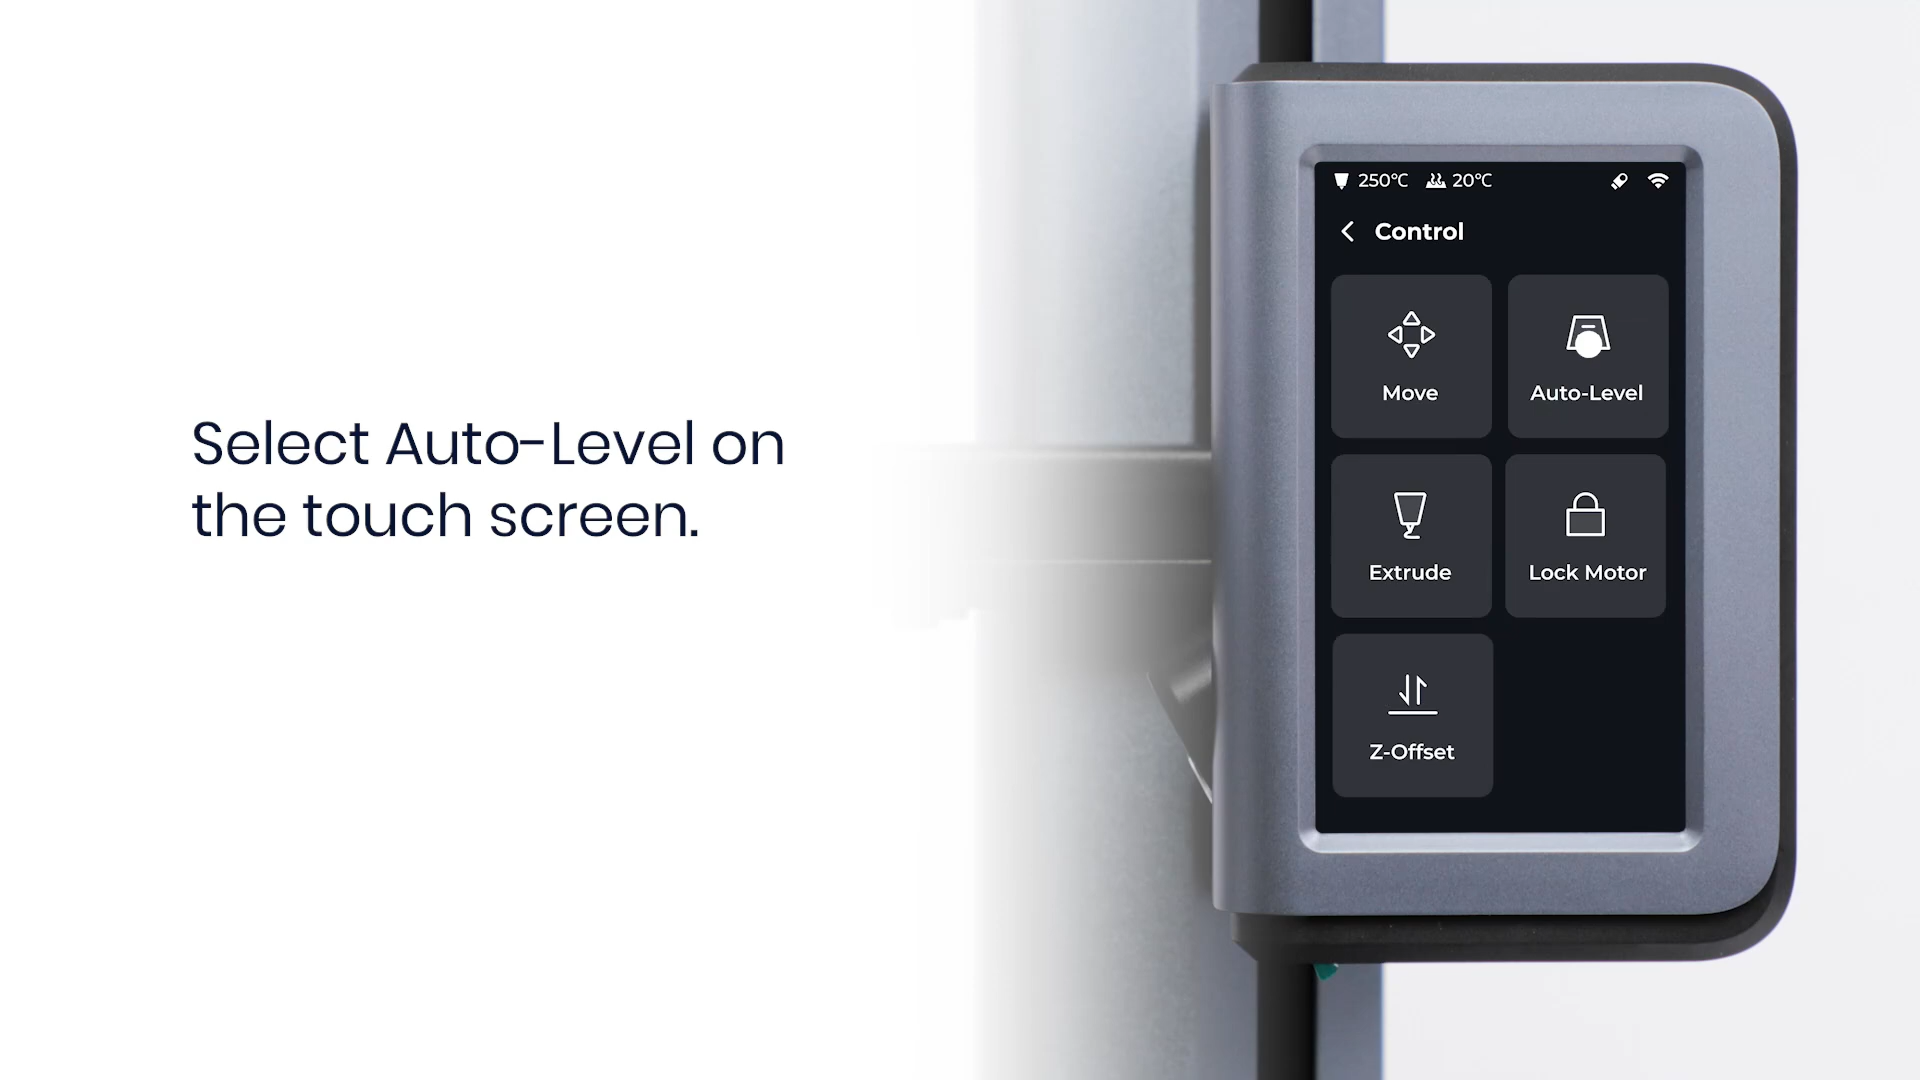 Select Auto-Level on
the touch screen.
250℃ 20℃
Control
Move
Auto-Level
Extrude
Lock Motor
Z-Offset